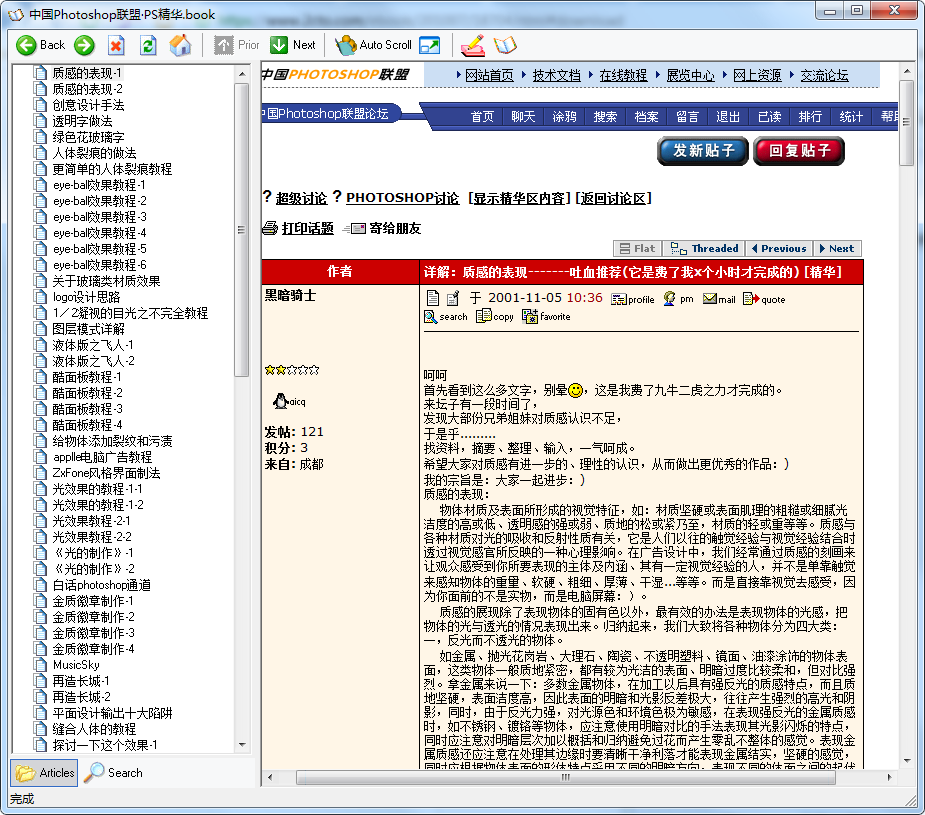 中国Photoshop联盟·PS精华.book
Back
Prior
Next
Auto Scroll
质感的表现-1
质感的表现-2
创意设计手法
透明字做法
绿色花玻璃字
人体裂痕的做法
更简单的人体裂痕教程
eye-ball效果教程-1
eye-ball效果教程-2
eye-ball效果教程-3
eye-ball效果教程-4
eye-ball效果教程-5
eye-ball效果教程-6
关于玻璃类材质效果
logo设计思路
1／2凝视的目光之不完全教程
图层模式详解
液体版之飞人-1
液体版之飞人-2
酷面板教程-1
酷面板教程-2
酷面板教程-3
酷面板教程-4
给物体添加裂纹和污渍
applle电脑广告教程
ZxFone风格界面制法
光效果的教程-1-1
光效果的教程-1-2
光效果教程-2-1
光效果教程-2-2
《光的制作》-1
《光的制作》-2
白话photoshop通道
金质徽章制作-1
金质徽章制作-2
金质徽章制作-3
金质徽章制作-4
MusicSky
再造长城-1
再造长城-2
平面设计输出十大陷阱
缝合人体的教程
探讨一下这个效果-1
Articles
Search
完成
中国PHOTOSHOP联盟
网站首页 技术文档 在线教程 展览中心 网上资源 交流论坛
中国Photoshop联盟论坛
首页 聊天 涂鸦 搜索 档案 留言 退出 已读 排行 统计 帮
发新贴子 回复贴子
? 超级讨论 ? PHOTOSHOP讨论 [显示精华区内容] [返回讨论区]
打印话题 寄给朋友
Flat Threaded Previous Next
作者
详解：质感的表现-------吐血推荐(它是费了我×个小时才完成的) [精华]
黑暗骑士
aicq
发帖: 121
积分: 3
来自: 成都
于 2001-11-05 10:36 profile pm mail quote
search copy favorite
呵呵
首先看到这么多文字，别晕，这是我费了九牛二虎之力才完成的。
来坛子有一段时间了，
发现大部份兄弟姐妹对质感认识不足，
于是乎………
找资料，摘要、整理、输入，一气呵成。
希望大家对质感有进一步的、理性的认识，从而做出更优秀的作品：）
我的宗旨是：大家一起进步：）
质感的表现：
物体材质及表面所形成的视觉特征，如：材质坚硬或表面肌理的粗糙或细腻光
洁度的高或低、透明感的强或弱、质地的松或紧乃至，材质的轻或重等等。质感与
各种材质对光的吸收和反射性质有关，它是人们以往的触觉经验与视觉经验结合时
透过视觉感官所反映的一种心理影响。在广告设计中，我们经常通过质感的刻画来
让观众感受到你所要表现的主体及内涵、其有一定视觉经验的人，并不是单靠触觉
来感知物体的重量、软硬、粗细、厚薄、干湿…等等。而是直接靠视觉去感受，因
为你面前的不是实物，而是电脑屏幕：）。
质感的展现除了表现物体的固有色以外，最有效的办法是表现物体的光感，把
物体的光与透光的情况表现出来。归纳起来，我们大致将各种物体分为四大类：
一，反光而不透光的物体。
如金属、抛光花岗岩、大理石、陶瓷、不透明塑料、镜面、油漆涂饰的物体表
面，这类物体一般质地紧密，都有较为光洁的表面、明暗过度比较柔和，但对比强
烈。拿金属来说一下：多数金属物体，在加工以后具有强反光的质感特点，而且质
地坚硬，表面洁度高，因此表面的明暗和光影反差极大，往往产生强烈的高光和阴
影，同时，由于反光力强，对光源色和环境色极为敏感，在表现强反光的金属质感
时，如不锈钢、镀铬等物体，应注意使用明暗对比的手法表现其光影闪烁的特点，
同时应注意对明暗层次加以概括和归纳避免过花而产生零乱不整体的感觉。表现金
属质感还应注意在处理其边缘时要清晰干净利落才能表现金属结实，坚硬的感觉，
同时应根据物体表面的形体特点采用不同的明暗方向，表现不同的体面之间的起伏